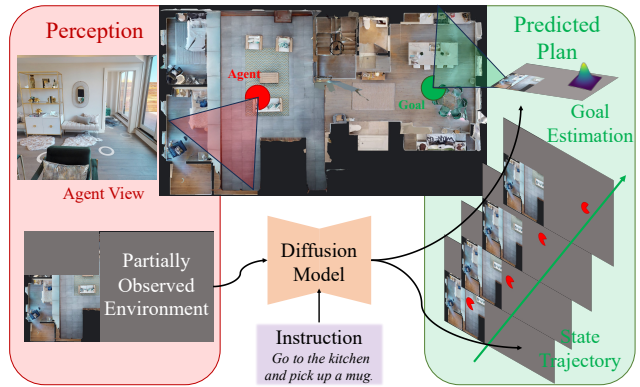 Perception
Agent View
Agent
Goal
Predicted
Plan
Goal
Estimation
Partially
Observed
Environment
Diffusion
Model
Instruction
Go to the kitchen
and pick up a mug.
State
Trajectory